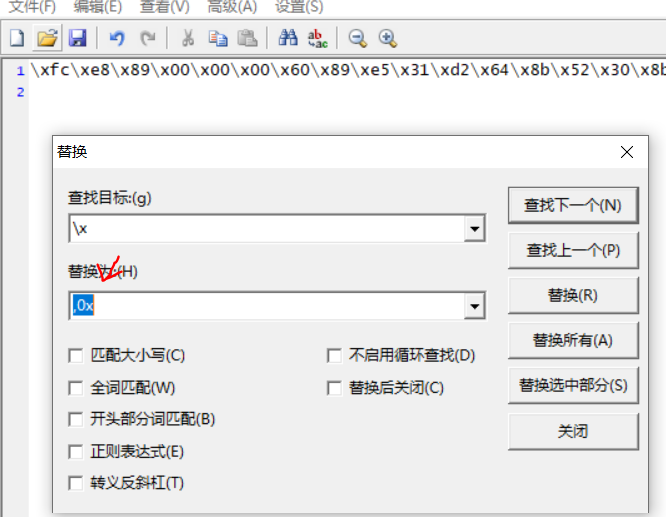 文件(F) 编辑(E) 查看(V) 高级(A) 设置(S)
1 \xfc\xe8\x89\x00\x00\x00\x60\x89\xe5\x31\xd2\x64\x8b\x52\x30\x8b
2
替换
查找目标:(g)
\x
查找下一个(N)
查找上一个(P)
替换为:(H)
,0x
替换(R)
匹配大小写(C)
不启用循环查找(D)
替换所有(A)
全词匹配(W)
替换后关闭(C)
替换选中部分(S)
开头部分词匹配(B)
关闭
正则表达式(E)
转义反斜杠(T)